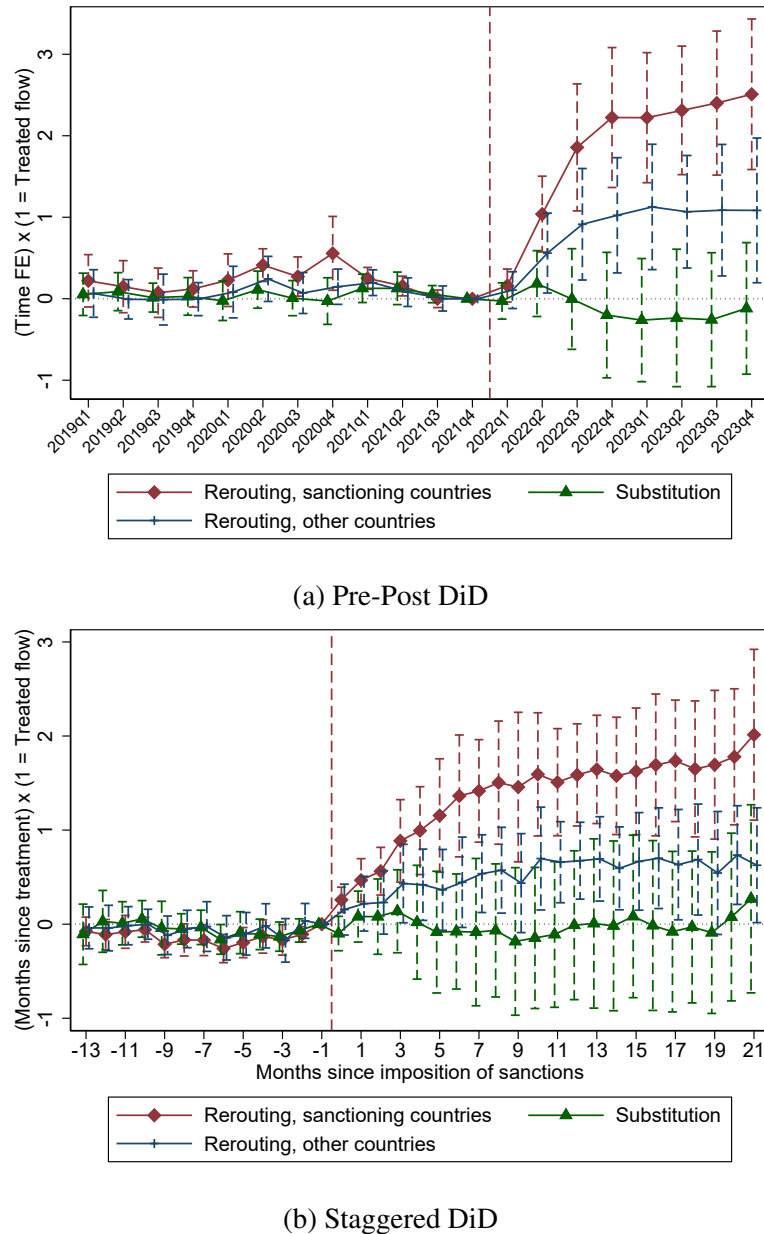 3
2
1
0
-1
(Time FE) x (1 = Treated flow)
2019q1 2019q2 2019q3 2019q4 2020q1 2020q2 2020q3 2020q4 2021q1 2021q2 2021q3 2021q4 2022q1 2022q2 2022q3 2022q4 2023q1 2023q2 2023q3 2023q4
Rerouting, sanctioning countries Substitution
Rerouting, other countries
(a) Pre-Post DiD
3
2
1
0
-1
(Months since treatment) x (1 = Treated flow)
-13 -11 -9 -7 -5 -3 -1 1 3 5 7 9 11 13 15 17 19 21
Months since imposition of sanctions
Rerouting, sanctioning countries Substitution
Rerouting, other countries
(b) Staggered DiD